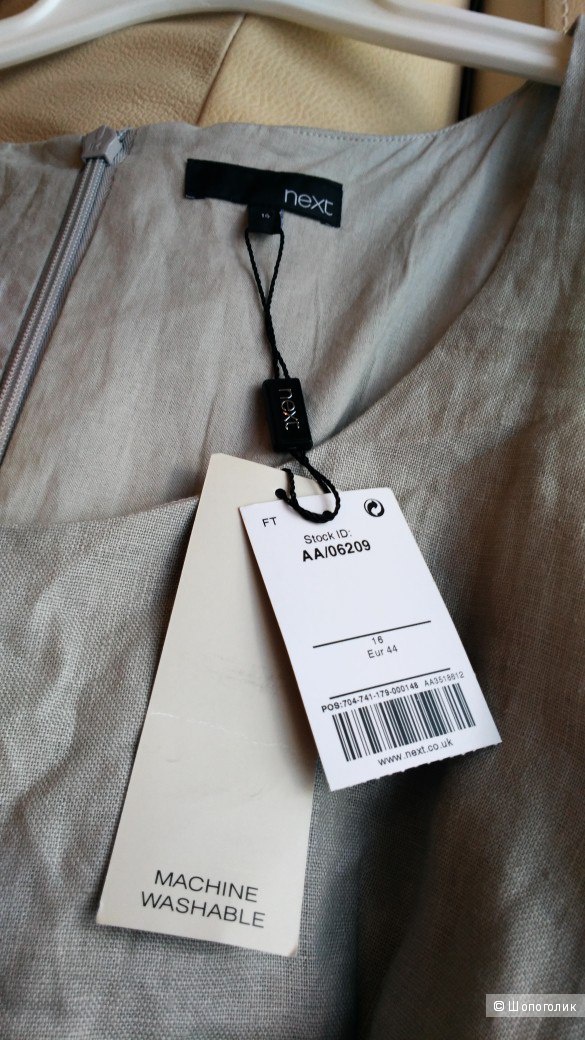 next
16
next
FT
Stock ID:
AA/06209
16
Eur 44
POS:704-741-179-000148 AA3518612
www.next.co.uk
MACHINE
WASHABLE
© Шопоголик